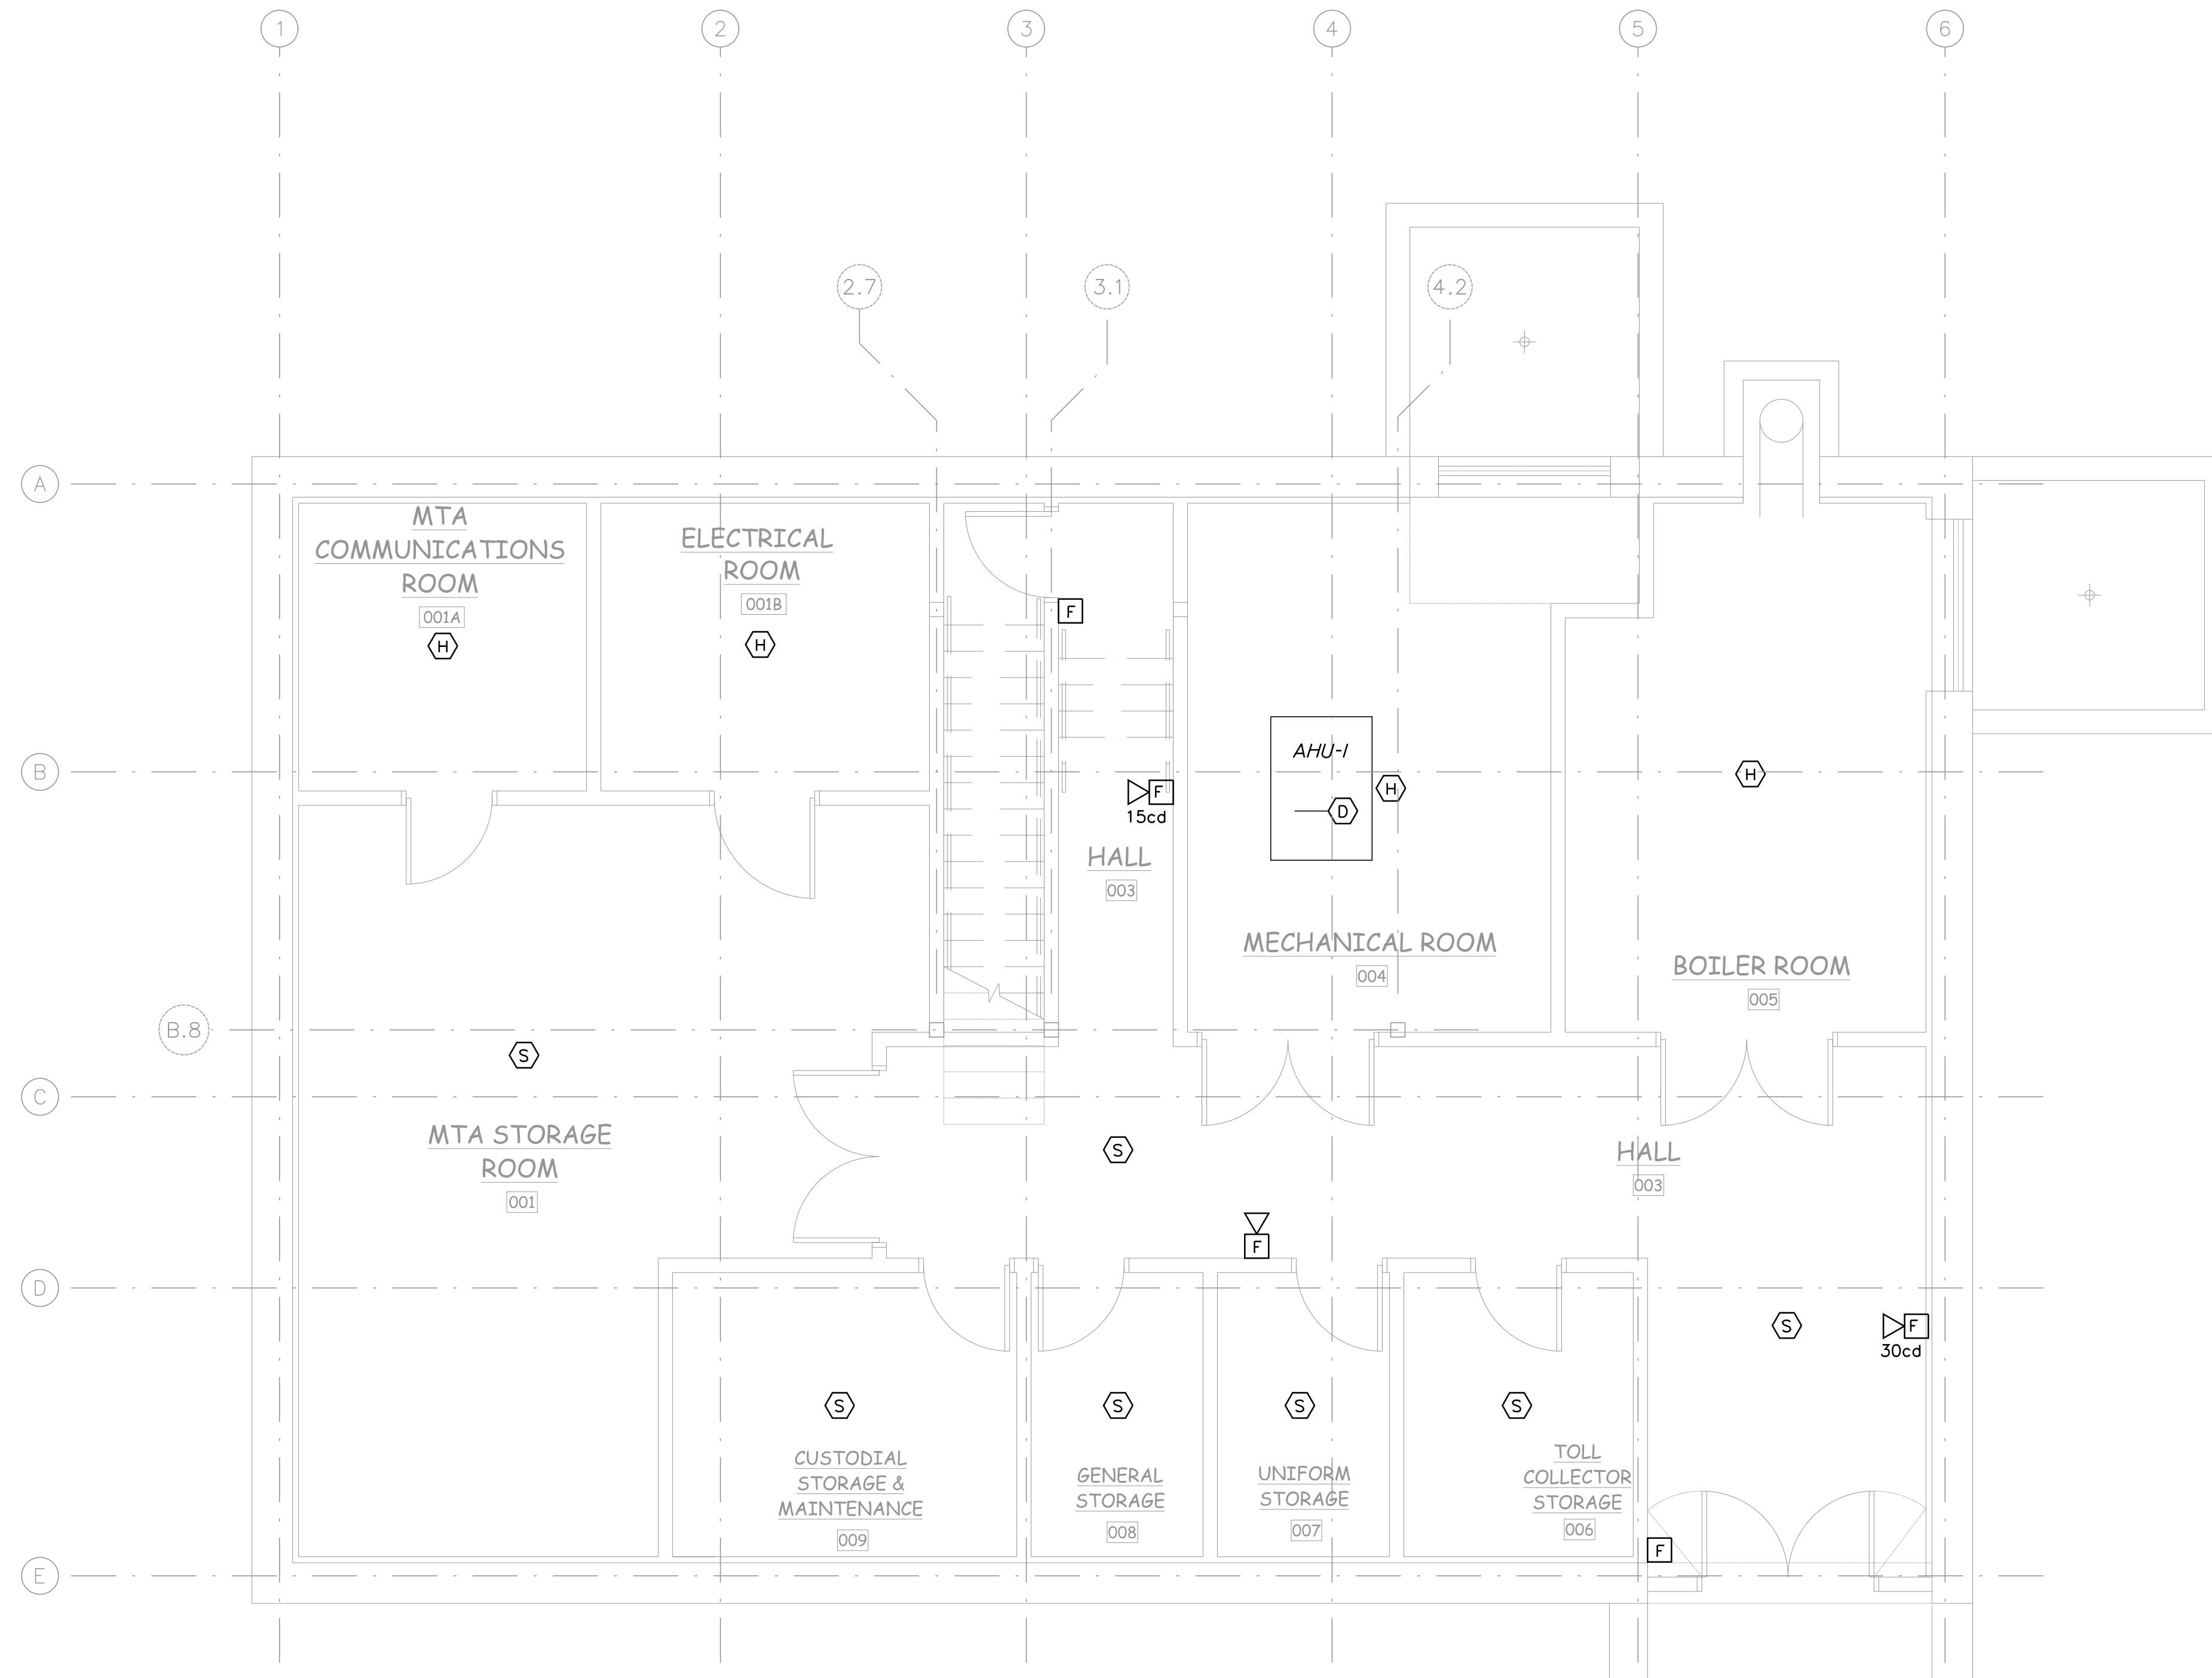 1
2
3
4
5
6
2.7
3.1
4.2
A
MTA
COMMUNICATIONS
ROOM
001A
H
ELECTRICAL
ROOM
001B
H
F
B
AHU-1
H
D
H
F
15cd
HALL
003
MECHANICAL ROOM
004
BOILER ROOM
005
B.8
S
C
MTA STORAGE
ROOM
001
S
HALL
003
F
D
S
F
30cd
S
CUSTODIAL
STORAGE &
MAINTENANCE
009
S
GENERAL
STORAGE
008
S
UNIFORM
STORAGE
007
S
TOLL
COLLECTOR
STORAGE
006
F
E